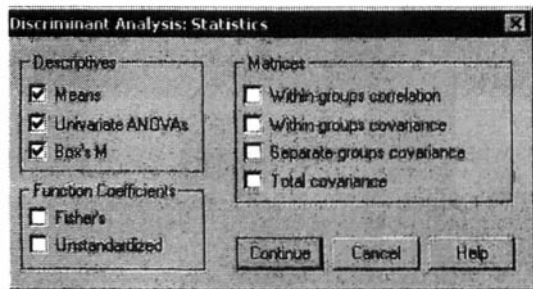 Discriminant Analysis: Statistics
Descriptives
Means
Univariate ANOVAs
Box's M
Function Coefficients
Fisher's
Unstandardized
Matrices
Within-groups correlation
Within-groups covariance
Separate-groups covariance
Total covariance
Continue
Cancel
Help